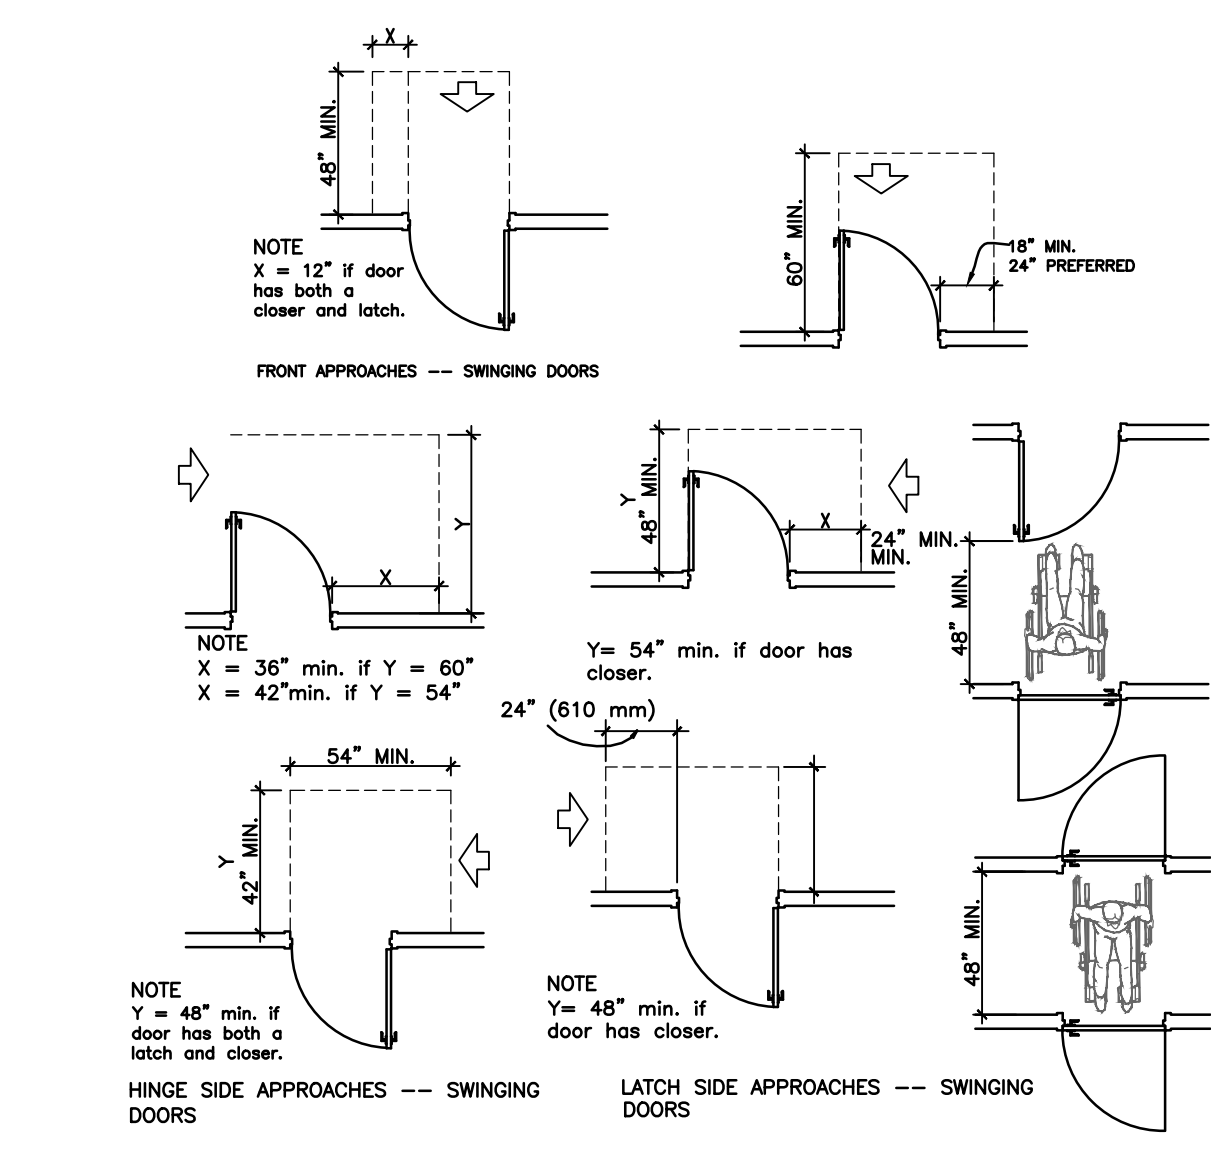 X
48” MIN.
NOTE
X = 12” if door
has both a
closer and latch.
FRONT APPROACHES -- SWINGING DOORS
60” MIN.
18” MIN.
24” PREFERRED
Y
X
NOTE
X = 36” min. if Y = 60”
X = 42”min. if Y = 54”
Y
48” MIN.
X
24” MIN.
MIN.
Y= 54” min. if door has
closer.
48” MIN.
54” MIN.
Y
42” MIN.
NOTE
Y = 48” min. if
door has both a
latch and closer.
HINGE SIDE APPROACHES -- SWINGING
DOORS
24” (610 mm)
NOTE
Y= 48” min. if
door has closer.
LATCH SIDE APPROACHES -- SWINGING
DOORS
48” MIN.